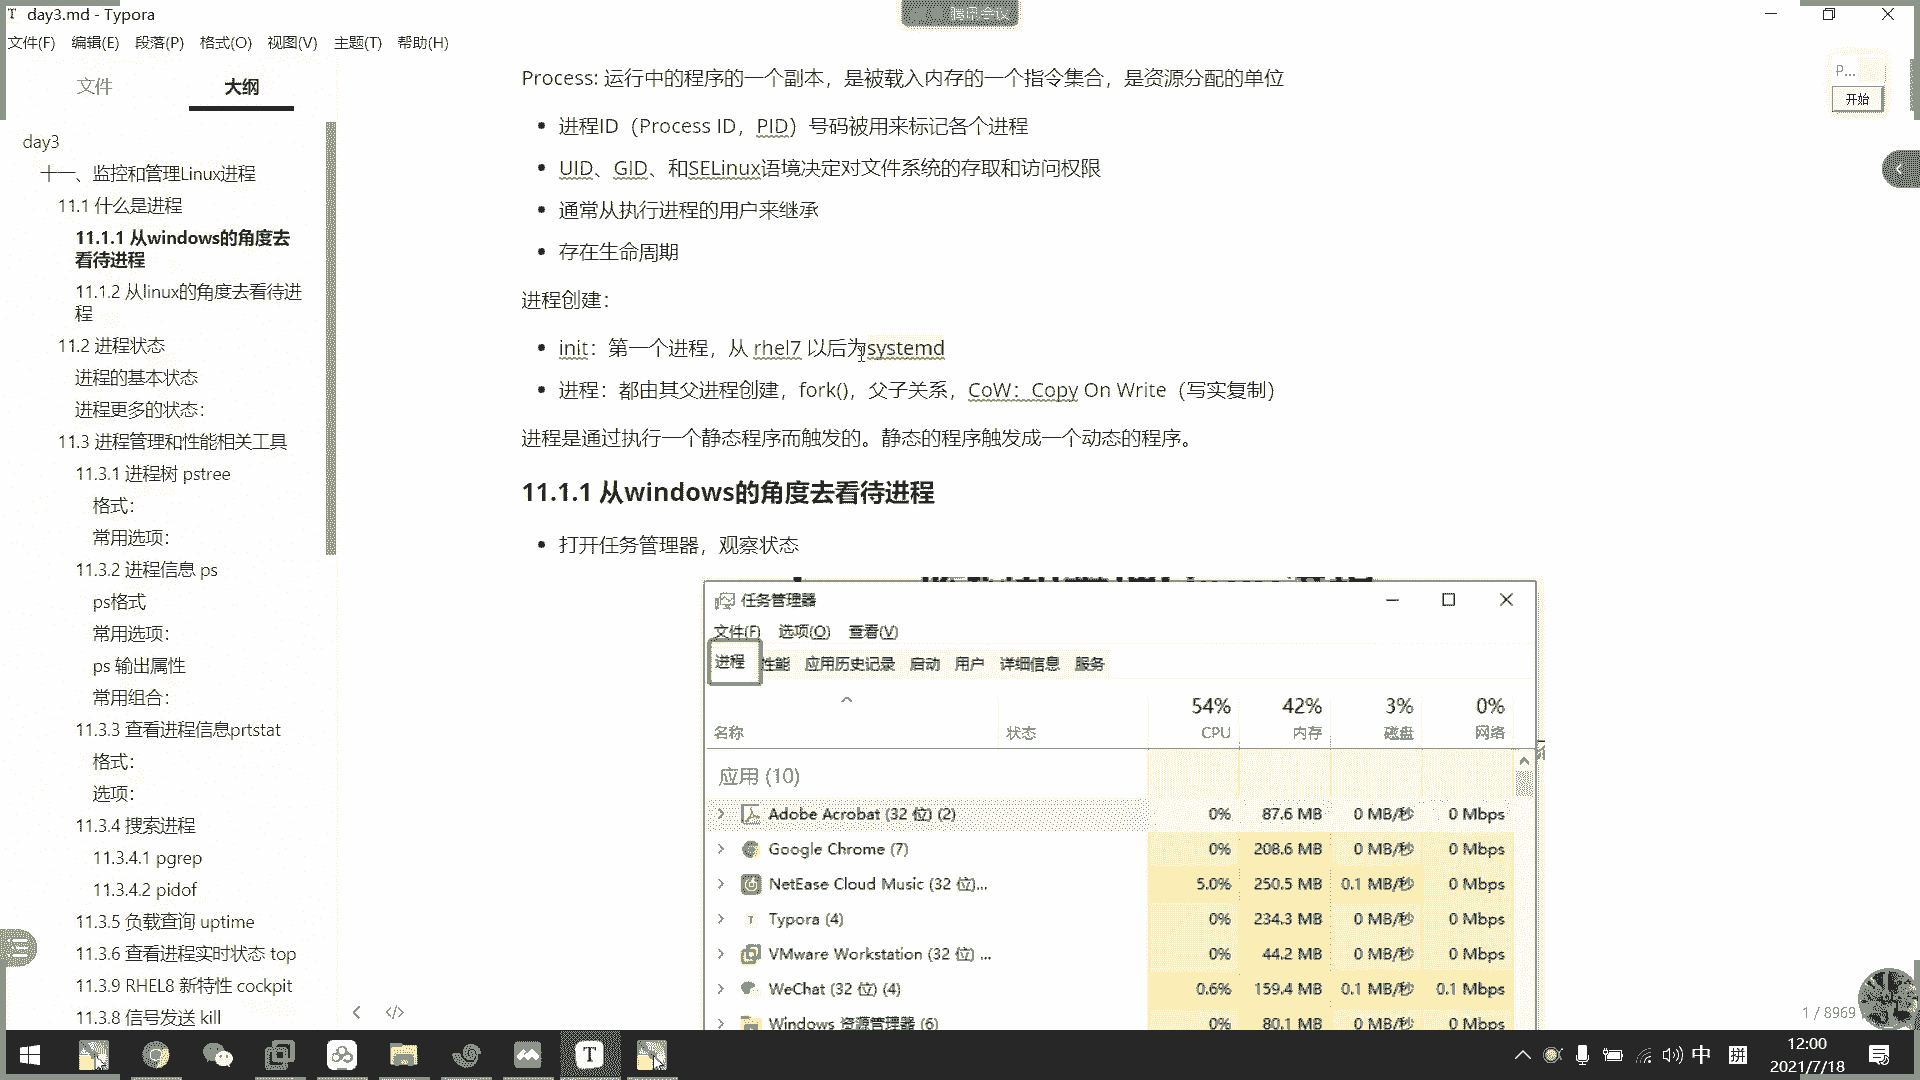 day3.md - Typora
腾讯会议
文件(F) 编辑(E) 段落(P) 格式(O) 视图(V) 主题(T) 帮助(H)
文件 大纲
day3
十一、监控和管理Linux进程
11.1 什么是进程
11.1.1 从windows的角度去
看待进程
11.1.2 从linux的角度去看待进
程
11.2 进程状态
进程的基本状态
进程更多的状态：
11.3 进程管理和性能相关工具
11.3.1 进程树 pstree
格式：
常用选项：
11.3.2 进程信息 ps
ps格式
常用选项：
ps 输出属性
常用组合：
11.3.3 查看进程信息prtstat
格式：
选项：
11.3.4 搜索进程
11.3.4.1 pgrep
11.3.4.2 pidof
11.3.5 负载查询 uptime
11.3.6 查看进程实时状态 top
11.3.9 RHEL8 新特性 cockpit
11.3.8 信号发送 kill
Process: 运行中的程序的一个副本，是被载入内存的一个指令集合，是资源分配的单位
• 进程ID（Process ID，PID）号码被用来标记各个进程
• UID、GID、和SELinux语境决定对文件系统的存取和访问权限
• 通常从执行进程的用户来继承
• 存在生命周期
进程创建：
• init：第一个进程，从 rhel7 以后为systemd
• 进程：都由其父进程创建，fork()，父子关系，CoW：Copy On Write（写实复制）
进程是通过执行一个静态程序而触发的。静态的程序触发成一个动态的程序。
11.1.1 从windows的角度去看待进程
• 打开任务管理器，观察状态
任务管理器
文件(F) 选项(O) 查看(V)
进程 性能 应用历史记录 启动 用户 详细信息 服务
54% 42% 3% 0%
名称 状态 CPU 内存 磁盘 网络
应用 (10)
Adobe Acrobat (32 位) (2) 0% 87.6 MB 0 MB/秒 0 Mbps
Google Chrome (7) 0% 208.6 MB 0 MB/秒 0 Mbps
NetEase Cloud Music (32 位)... 5.0% 250.5 MB 0.1 MB/秒 0 Mbps
Typora (4) 0% 234.3 MB 0 MB/秒 0 Mbps
VMware Workstation (32 位) ... 0% 44.2 MB 0 MB/秒 0 Mbps
WeChat (32 位) (4) 0.6% 159.4 MB 0.1 MB/秒 0.1 Mbps
Windows 资源管理器 (6) 0% 80.1 MB 0 MB/秒 0 Mbps
P...
开始
1 / 8969
中 拼
12:00
2021/7/18